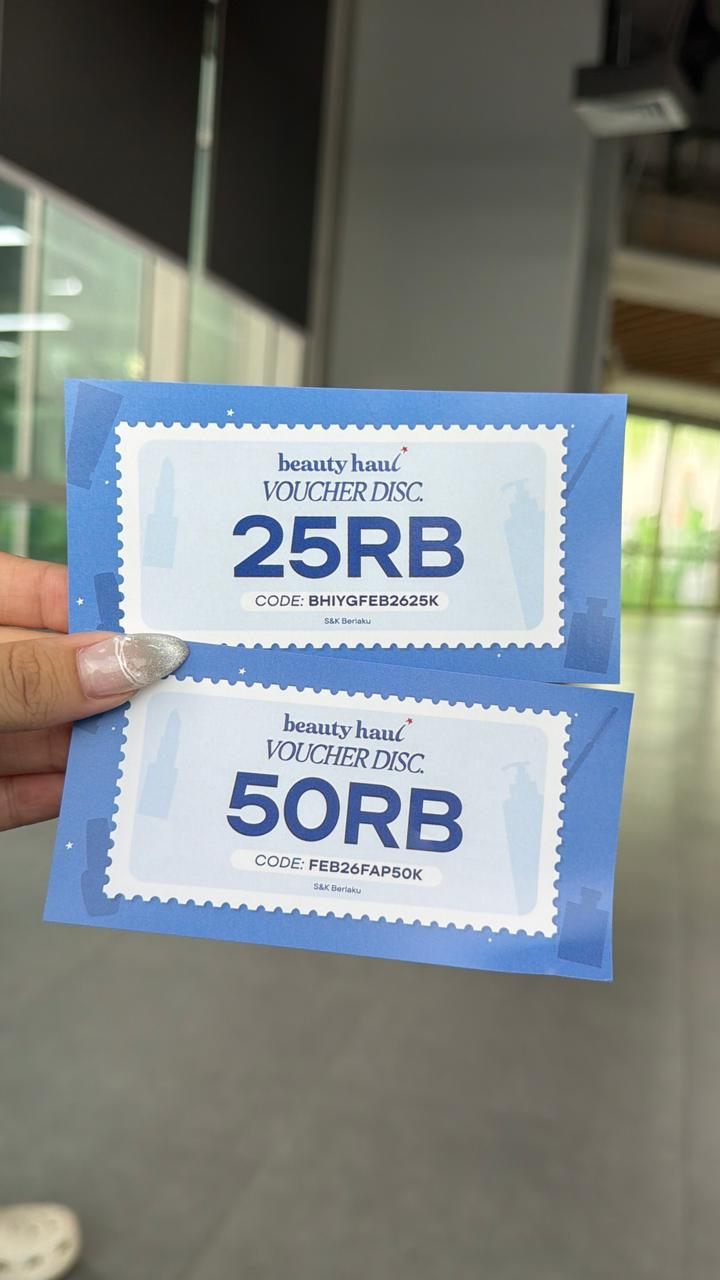 beauty haul
VOUCHER DISC.
25RB
CODE: BHIYGFEB2625K
S&K Berlaku
beauty haul
VOUCHER DISC.
50RB
CODE: FEB26FAP50K
S&K Berlaku